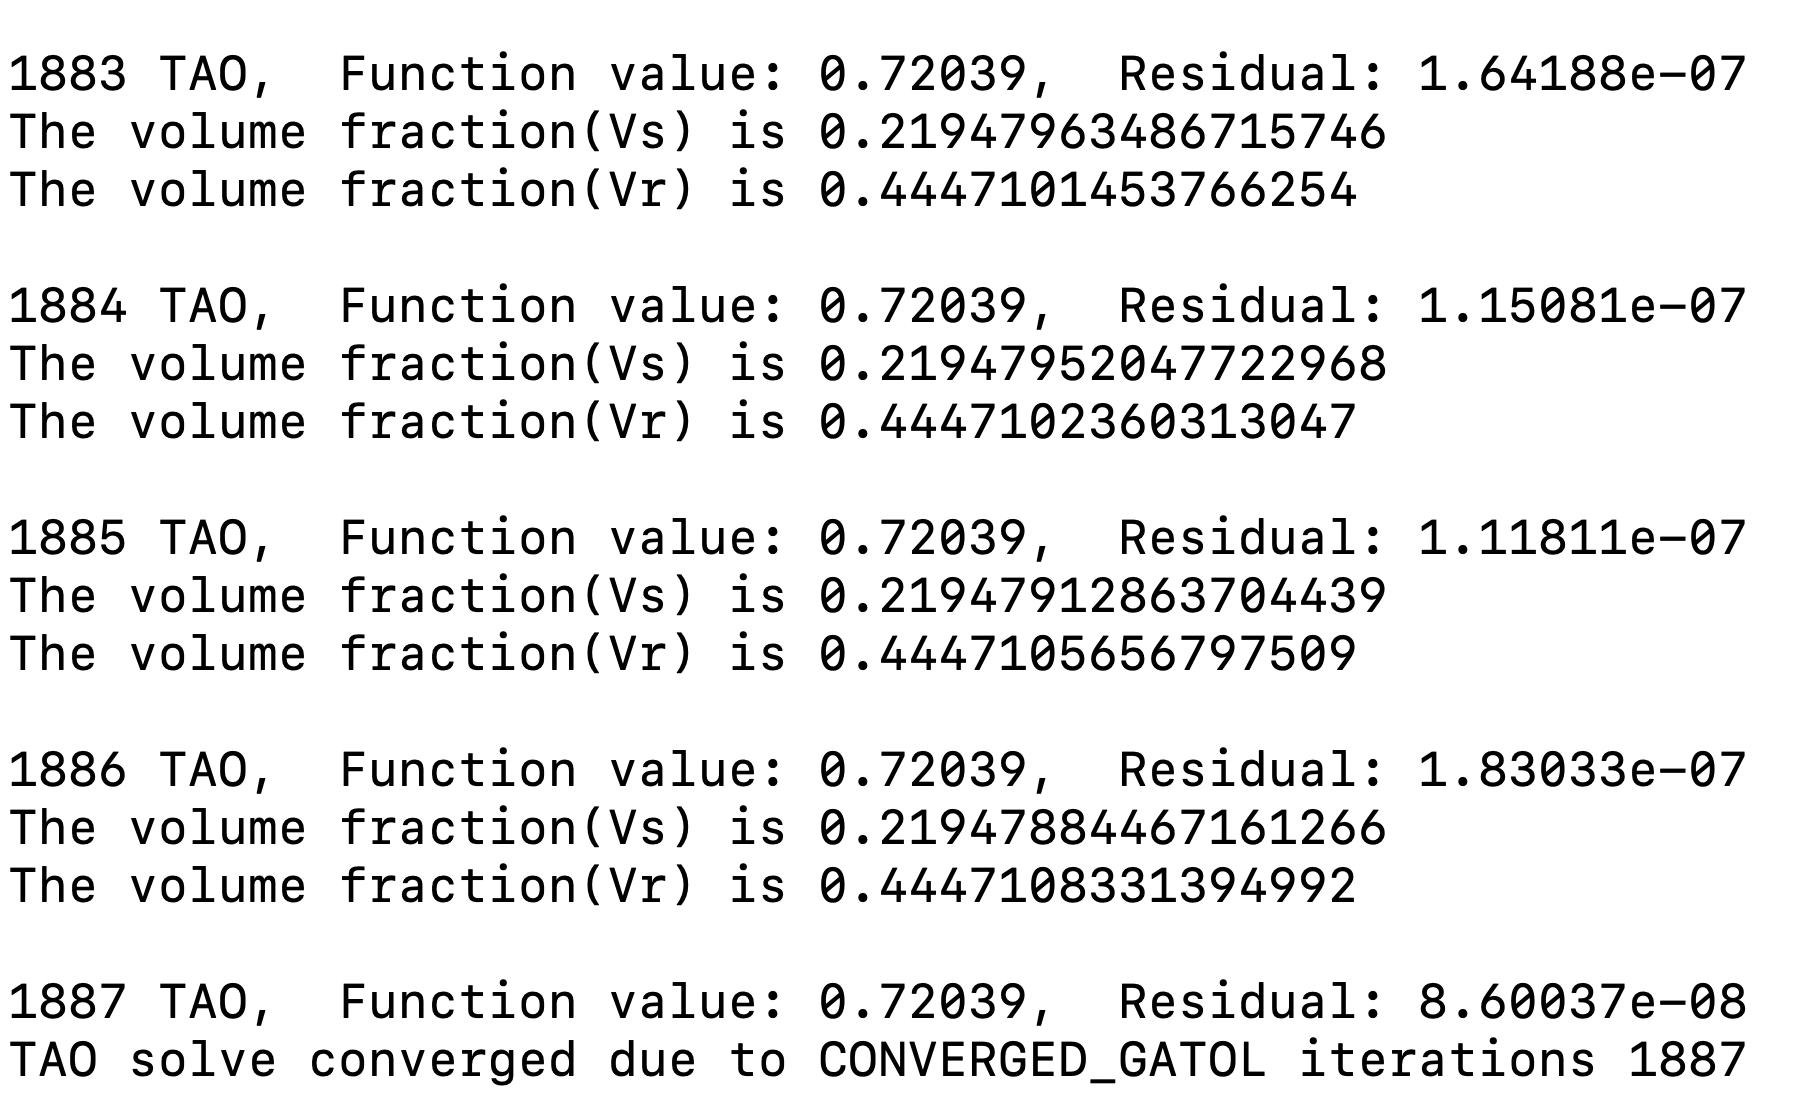 1883 TAO,  Function value: 0.72039,  Residual: 1.64188e-07
The volume fraction(Vs) is 0.21947963486715746
The volume fraction(Vr) is 0.4447101453766254
1884 TAO,  Function value: 0.72039,  Residual: 1.15081e-07
The volume fraction(Vs) is 0.21947952047722968
The volume fraction(Vr) is 0.4447102360313047
1885 TAO,  Function value: 0.72039,  Residual: 1.11811e-07
The volume fraction(Vs) is 0.21947912863704439
The volume fraction(Vr) is 0.4447105656797509
1886 TAO,  Function value: 0.72039,  Residual: 1.83033e-07
The volume fraction(Vs) is 0.21947884467161266
The volume fraction(Vr) is 0.4447108331394992
1887 TAO,  Function value: 0.72039,  Residual: 8.60037e-08
TAO solve converged due to CONVERGED_GATOL iterations 1887